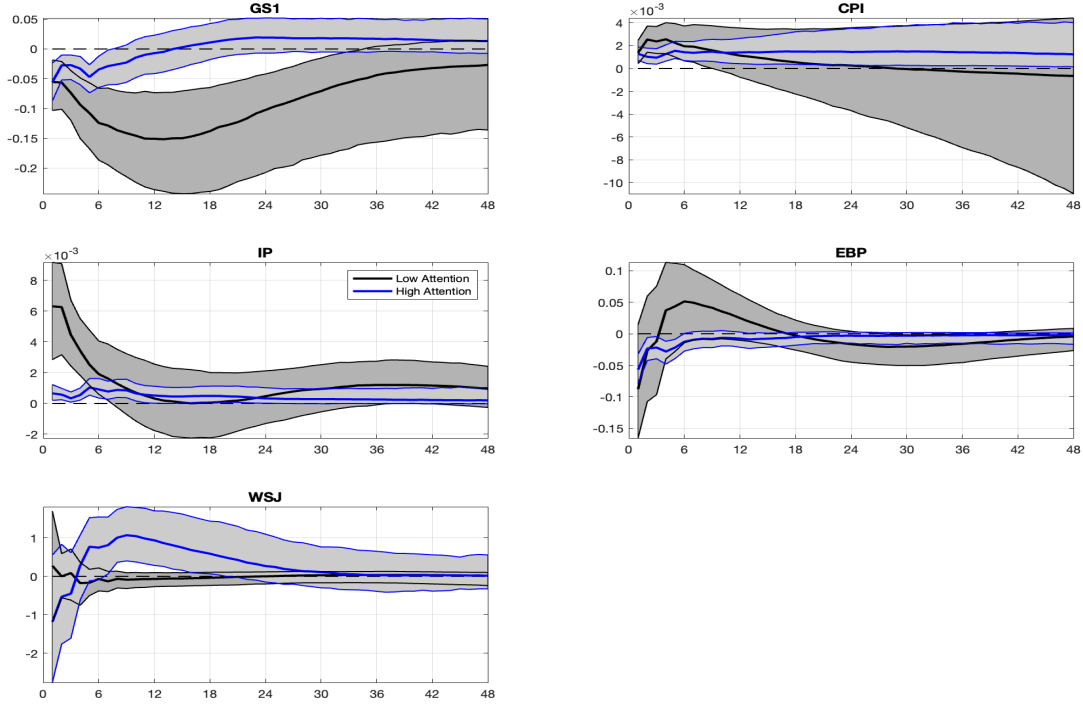 GS1
0.05
0
-0.05
-0.1
-0.15
-0.2
0 6 12 18 24 30 36 42 48
CPI
×10⁻³
4
2
0
-2
-4
-6
-8
-10
0 6 12 18 24 30 36 42 48
IP
×10⁻³
8
6
4
2
0
-2
0 6 12 18 24 30 36 42 48
Low Attention
High Attention
EBP
0.1
0.05
0
-0.05
-0.1
-0.15
0 6 12 18 24 30 36 42 48
WSJ
1
0
-1
-2
0 6 12 18 24 30 36 42 48